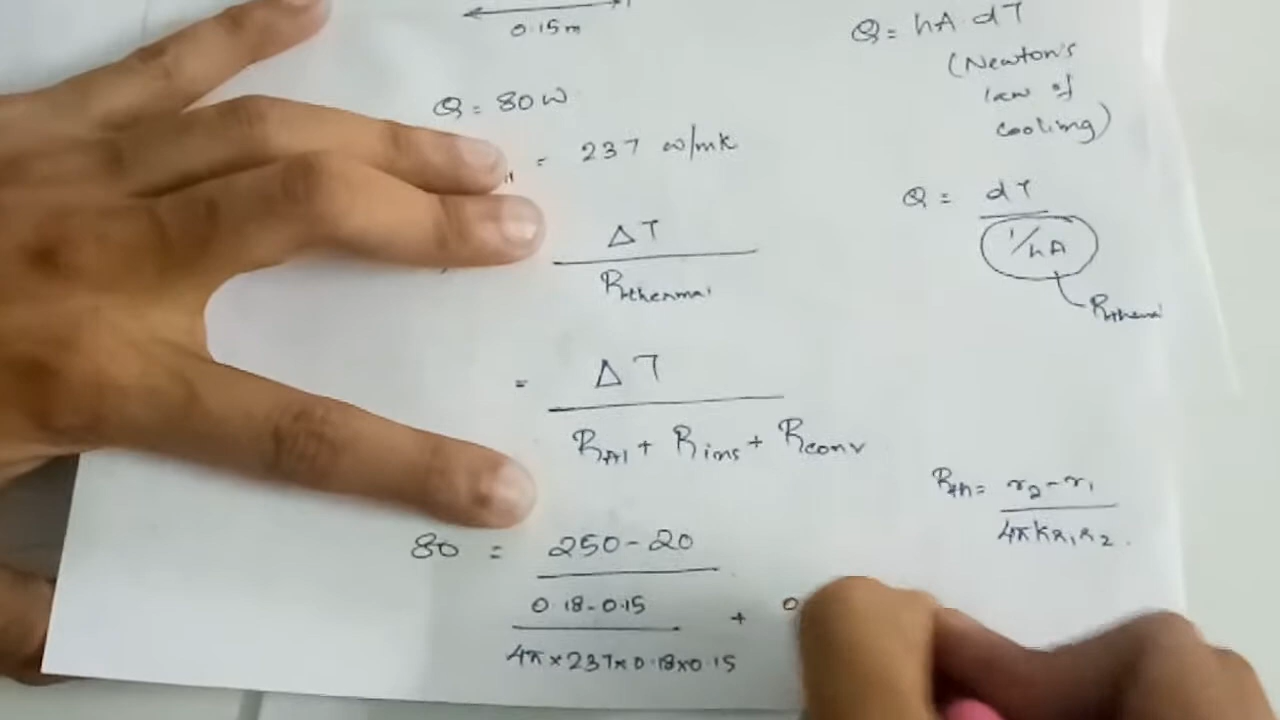 0.15m
Q = 80W
= 237 w/mk
ΔT
Rthermal
= ΔT
RAl + Rins + Rconv
80 = 250-20
0.18-0.15 + 0
4π×237×0.18×0.15
Q = hA dT
(Newton's
law of
cooling)
Q = dT
1/hA
Rthermal
Rth = r2-r1
4πkr1r2.